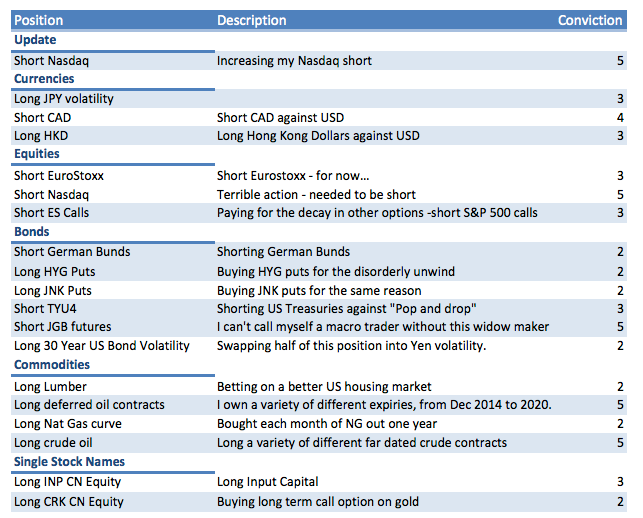 Position Description Conviction
Update
Short Nasdaq Increasing my Nasdaq short 5
Currencies
Long JPY volatility 3
Short CAD Short CAD against USD 4
Long HKD Long Hong Kong Dollars against USD 3
Equities
Short EuroStoxx Short Eurostoxx - for now... 3
Short Nasdaq Terrible action - needed to be short 5
Short ES Calls Paying for the decay in other options -short S&P 500 calls 3
Bonds
Short German Bunds Shorting German Bunds 2
Long HYG Puts Buying HYG puts for the disorderly unwind 2
Long JNK Puts Buying JNK puts for the same reason 2
Short TYU4 Shorting US Treasuries against "Pop and drop" 3
Short JGB futures I can't call myself a macro trader without this widow maker 5
Long 30 Year US Bond Volatility Swapping half of this position into Yen volatility. 2
Commodities
Long Lumber Betting on a better US housing market 2
Long deferred oil contracts I own a variety of different expiries, from Dec 2014 to 2020. 5
Long Nat Gas curve Bought each month of NG out one year 2
Long crude oil Long a variety of different far dated crude contracts 5
Single Stock Names
Long INP CN Equity Long Input Capital 3
Long CRK CN Equity Buying long term call option on gold 2